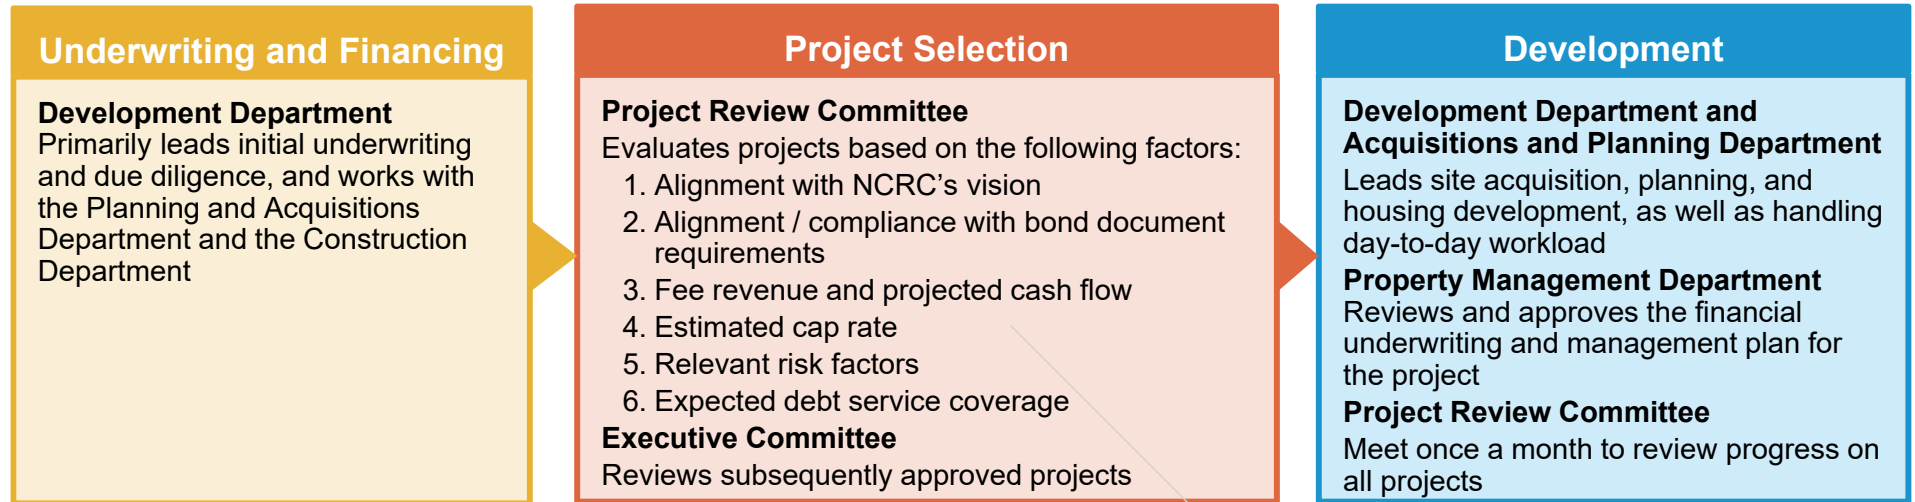 Underwriting and Financing
Development Department
Primarily leads initial underwriting
and due diligence, and works with
the Planning and Acquisitions
Department and the Construction
Department
Project Selection
Project Review Committee
Evaluates projects based on the following factors:
1. Alignment with NCRC’s vision
2. Alignment / compliance with bond document
requirements
3. Fee revenue and projected cash flow
4. Estimated cap rate
5. Relevant risk factors
6. Expected debt service coverage
Executive Committee
Reviews subsequently approved projects
Development
Development Department and
Acquisitions and Planning Department
Leads site acquisition, planning, and
housing development, as well as handling
day-to-day workload
Property Management Department
Reviews and approves the financial
underwriting and management plan for
the project
Project Review Committee
Meet once a month to review progress on
all projects